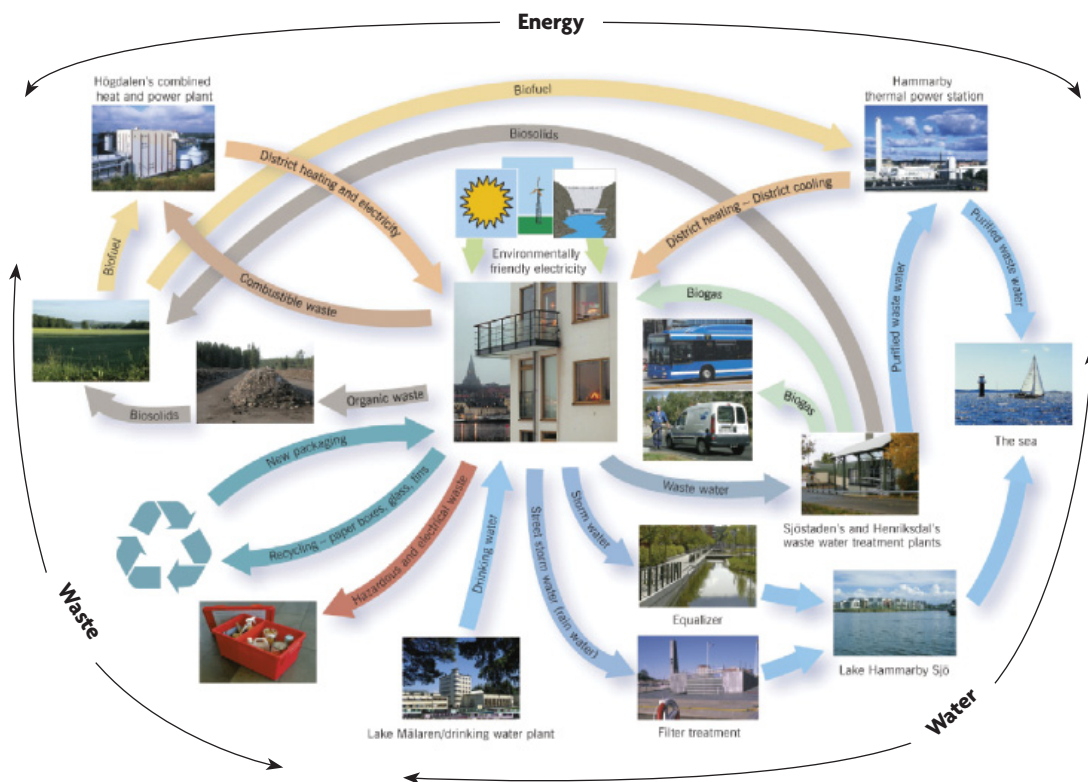 Energy
Högdalen's combined
heat and power plant
Hammarby
thermal power station
Biofuel
Biosolids
District heating and electricity
District heating – District cooling
Environmentally
friendly electricity
Biofuel
Combustible waste
Purified waste water
Purified waste water
Biogas
Biogas
Organic waste
Biosolids
The sea
New packaging
Recycling – paper boxes, glass, tins
Hazardous and electrical waste
Drinking water
Street storm water (rain water)
Storm water
Waste water
Sjöstaden's and Henriksdal's
waste water treatment plants
Equalizer
Lake Hammarby Sjö
Filter treatment
Lake Mälaren/drinking water plant
Waste
Water